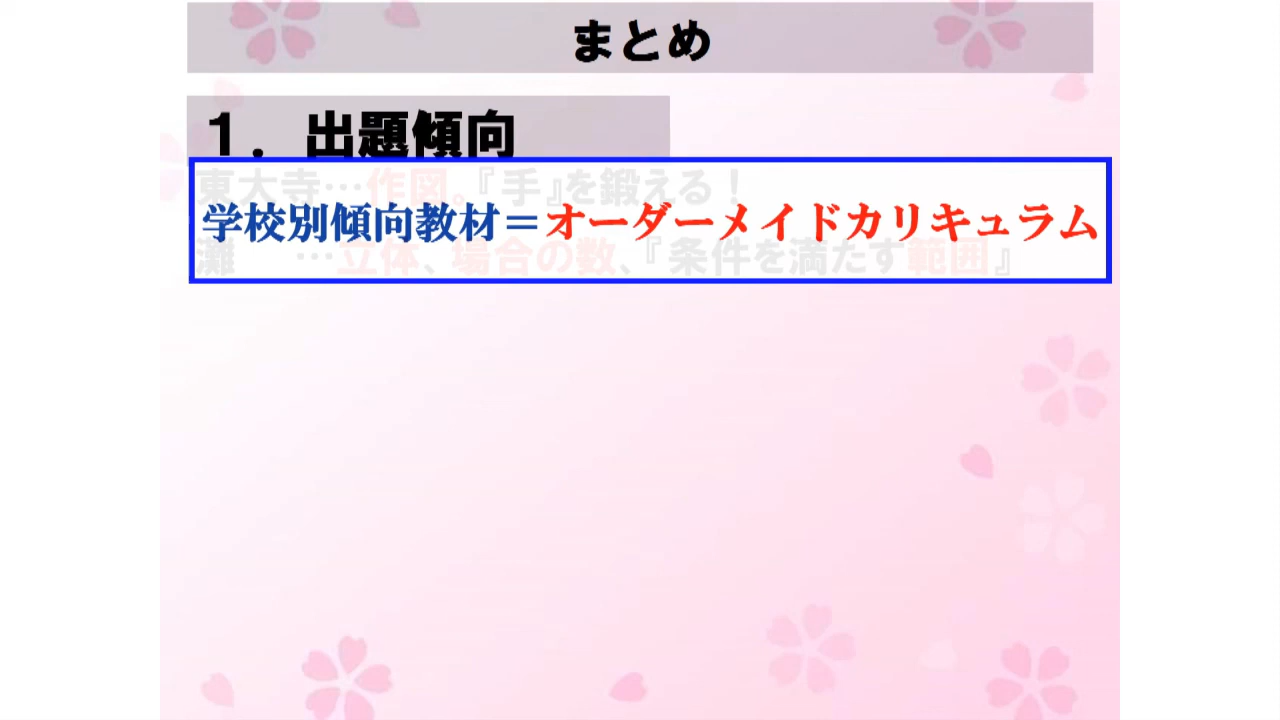 まとめ
1．出題傾向
東大寺…作図。『手』を鍛える！
学校別傾向教材＝オーダーメイドカリキュラム
灘　…立体、場合の数、『条件を満たす範囲』